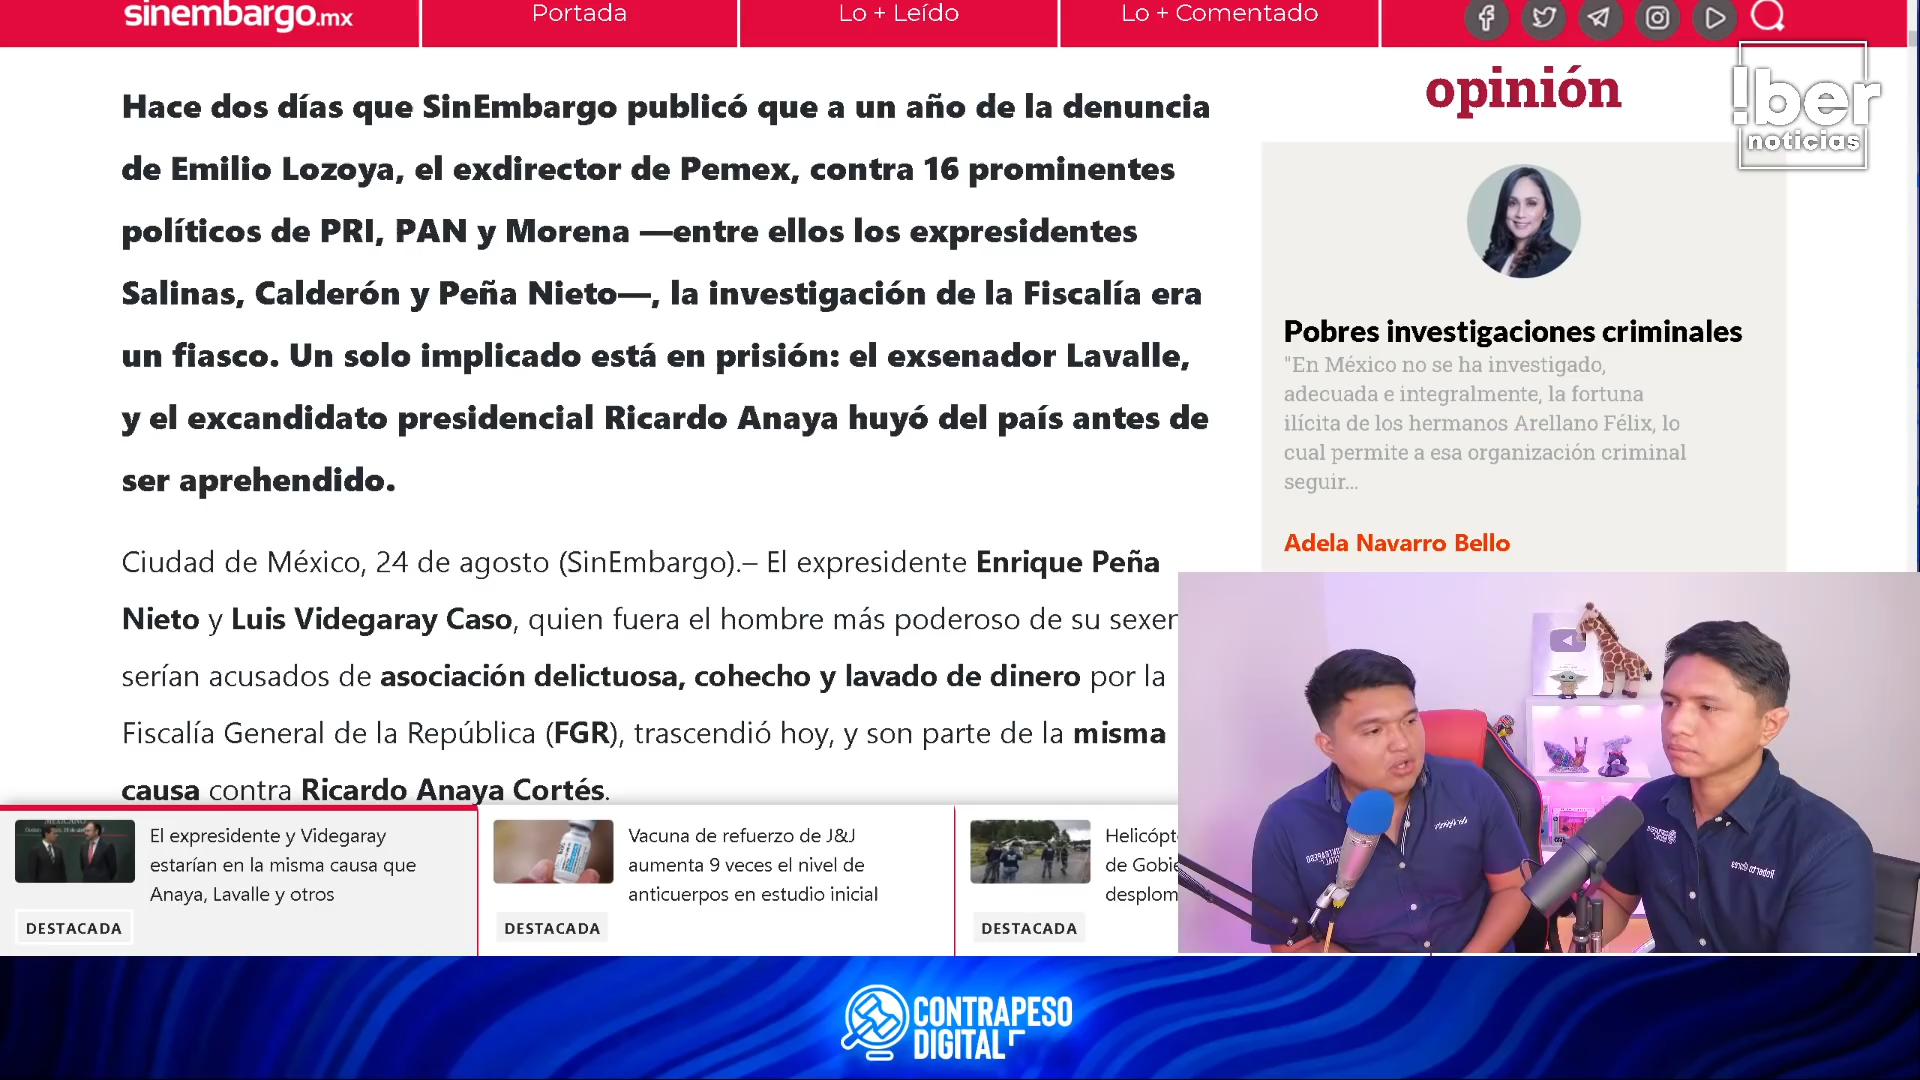 sinembargo.mx
Portada
Lo + Leído
Lo + Comentado
Hace dos días que SinEmbargo publicó que a un año de la denuncia
de Emilio Lozoya, el exdirector de Pemex, contra 16 prominentes
políticos de PRI, PAN y Morena —entre ellos los expresidentes
Salinas, Calderón y Peña Nieto—, la investigación de la Fiscalía era
un fiasco. Un solo implicado está en prisión: el exsenador Lavalle,
y el excandidato presidencial Ricardo Anaya huyó del país antes de
ser aprehendido.
Ciudad de México, 24 de agosto (SinEmbargo).– El expresidente Enrique Peña
Nieto y Luis Videgaray Caso, quien fuera el hombre más poderoso de su sexen
serían acusados de asociación delictuosa, cohecho y lavado de dinero por la
Fiscalía General de la República (FGR), trascendió hoy, y son parte de la misma
causa contra Ricardo Anaya Cortés.
opinión
!ber
noticias
Pobres investigaciones criminales
"En México no se ha investigado,
adecuada e integralmente, la fortuna
ilícita de los hermanos Arellano Félix, lo
cual permite a esa organización criminal
seguir...
Adela Navarro Bello
El expresidente y Videgaray
estarían en la misma causa que
Anaya, Lavalle y otros
DESTACADA
Vacuna de refuerzo de J&J
aumenta 9 veces el nivel de
anticuerpos en estudio inicial
DESTACADA
Helicópt
de Gobi
desplom
DESTACADA
CONTRAPESO
DIGITAL
CONTRAPESO
DIGITAL
CONTRAPESO
DIGITAL